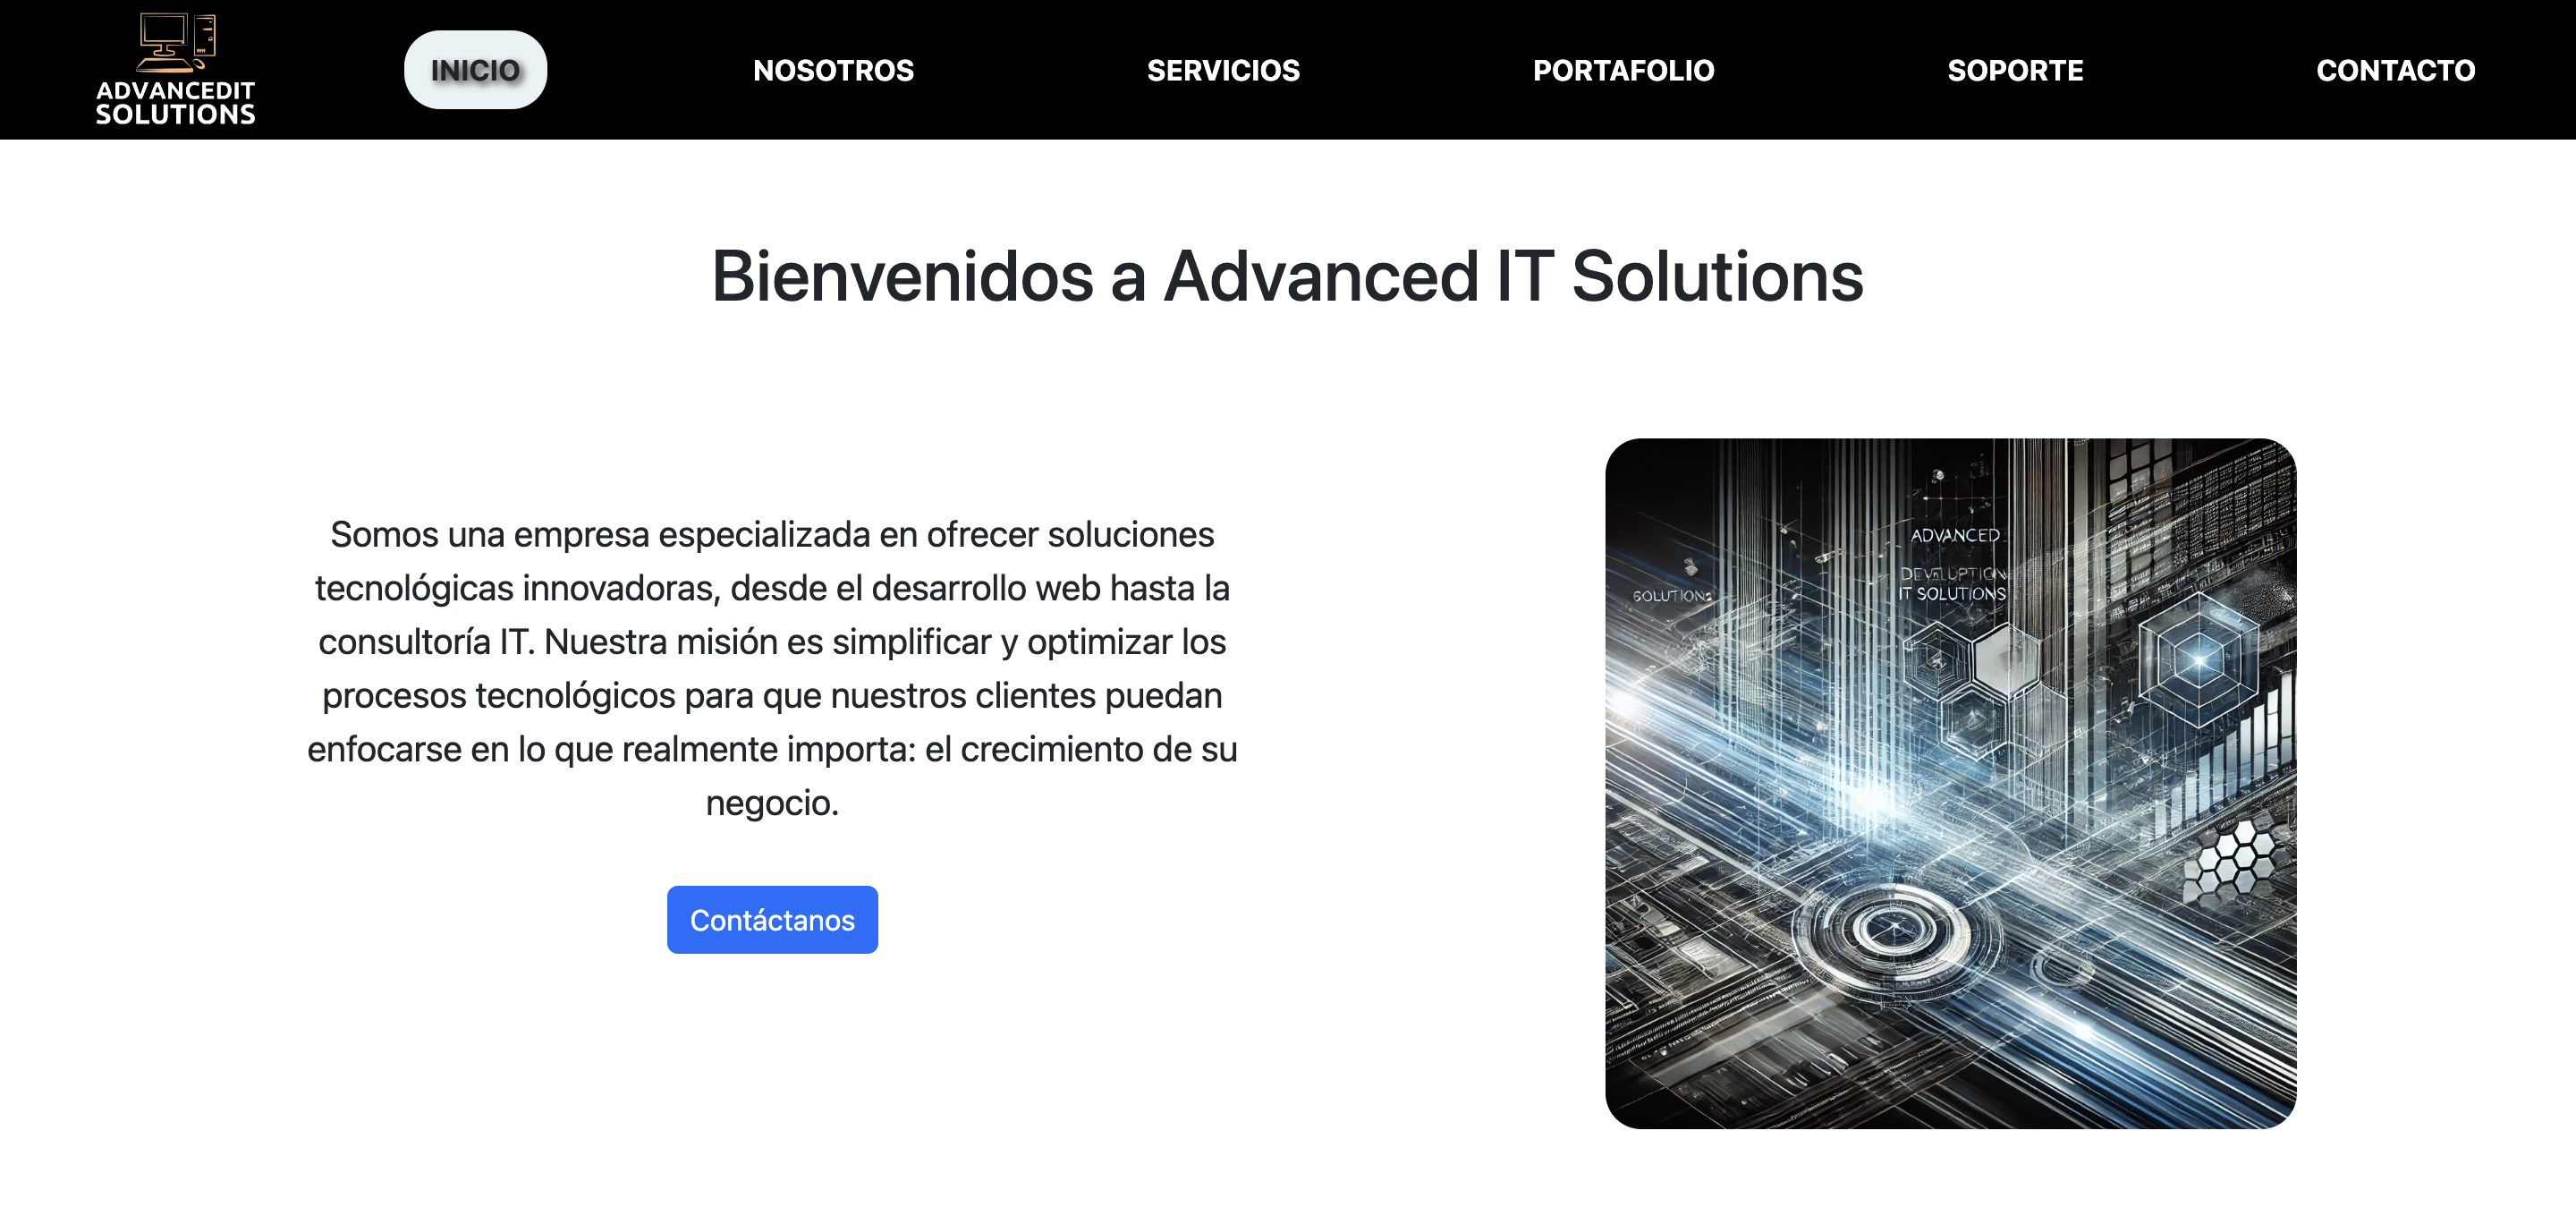 ADVANCEDIT
SOLUTIONS
INICIO
NOSOTROS
SERVICIOS
PORTAFOLIO
SOPORTE
CONTACTO
Bienvenidos a Advanced IT Solutions
Somos una empresa especializada en ofrecer soluciones
tecnológicas innovadoras, desde el desarrollo web hasta la
consultoría IT. Nuestra misión es simplificar y optimizar los
procesos tecnológicos para que nuestros clientes puedan
enfocarse en lo que realmente importa: el crecimiento de su
negocio.
Contáctanos
ADVANCED
IT SOLUTIONS